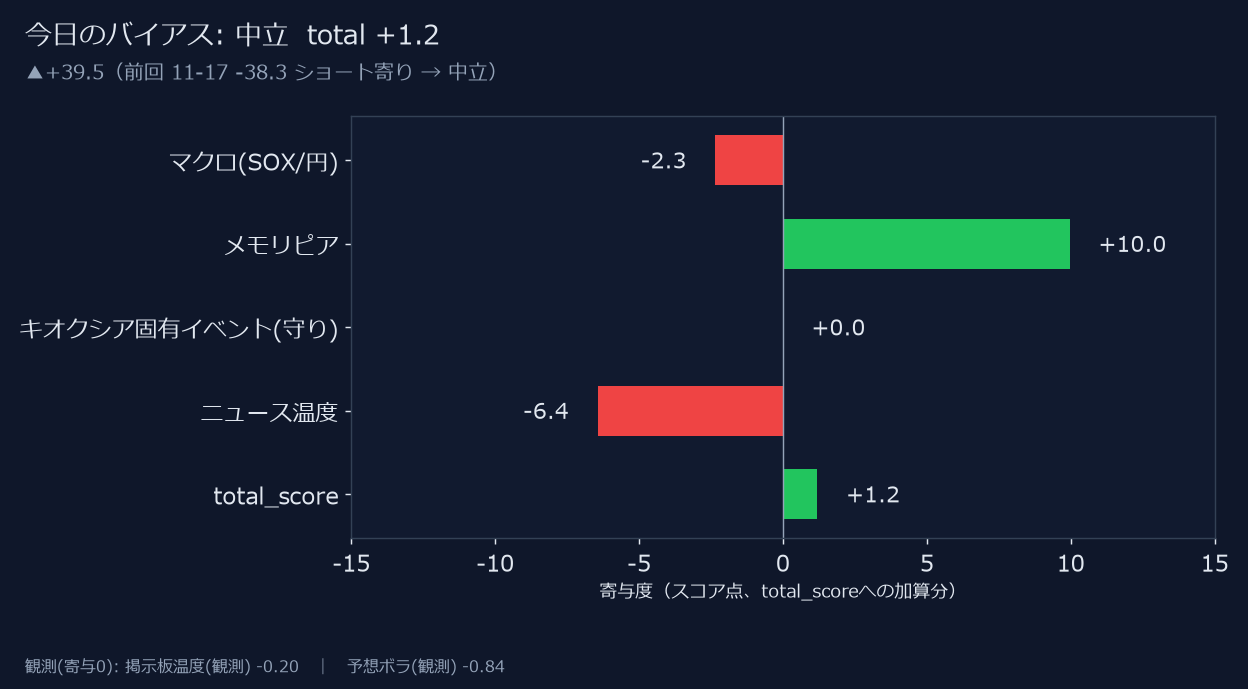 今日のバイアス: 中立 total +1.2
▲+39.5（前回 11-17 -38.3 ショート寄り → 中立）
マクロ(SOX/円)
-2.3
メモリピア
+10.0
キオクシア固有イベント(守り)
+0.0
ニュース温度
-6.4
total_score
+1.2
-15 -10 -5 0 5 10 15
寄与度（スコア点、total_scoreへの加算分）
観測(寄与0): 掲示板温度(観測) -0.20 ｜ 予想ボラ(観測) -0.84